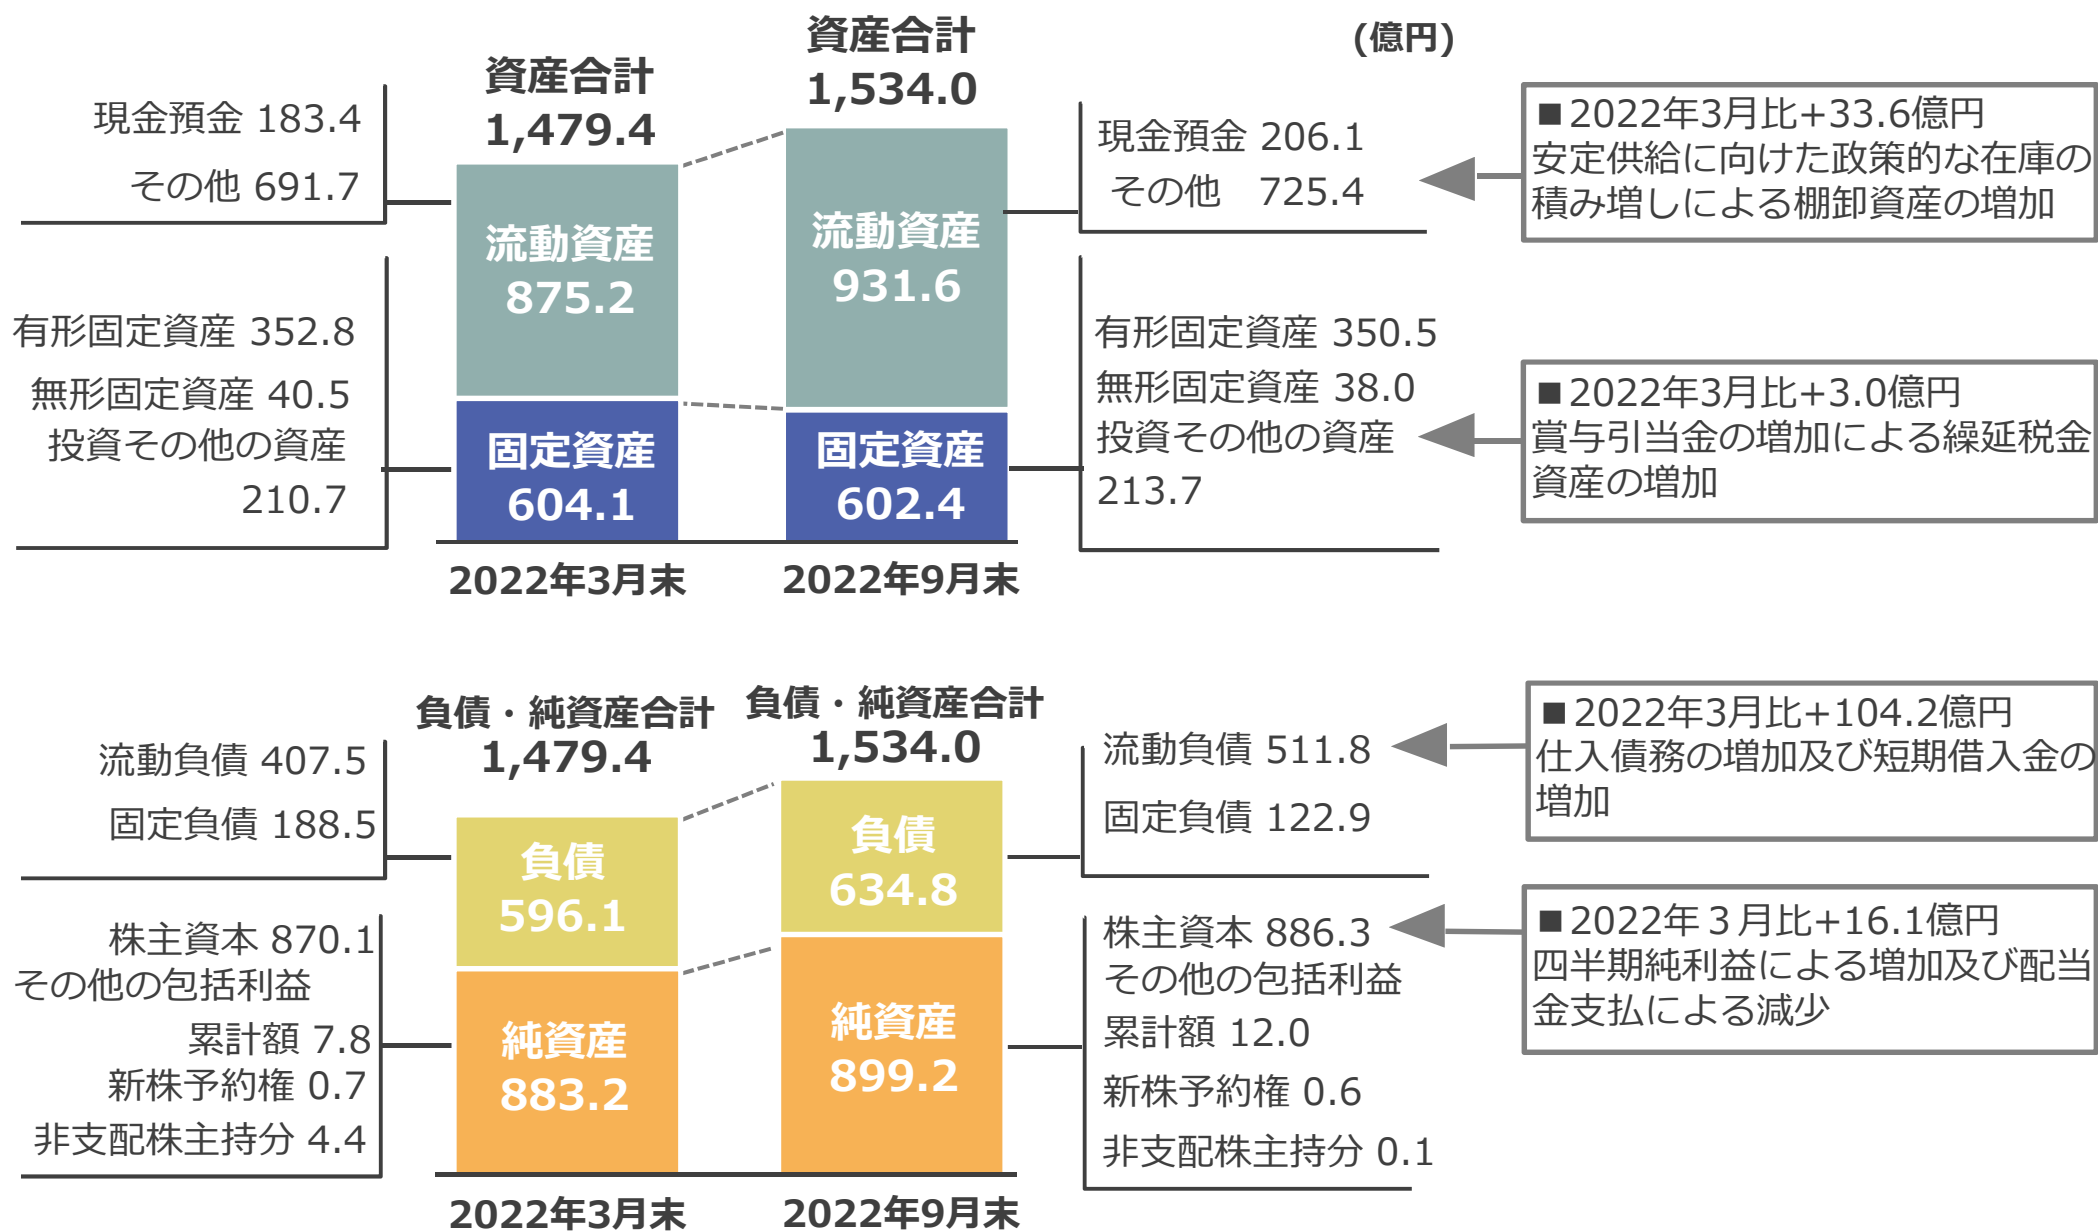 (億円)
資産合計
1,479.4
資産合計
1,534.0
現金預金 183.4
その他 691.7
流動資産
875.2
流動資産
931.6
現金預金 206.1
その他　725.4
■2022年3月比+33.6億円
安定供給に向けた政策的な在庫の
積み増しによる棚卸資産の増加
有形固定資産 352.8
無形固定資産 40.5
投資その他の資産
210.7
固定資産
604.1
固定資産
602.4
有形固定資産 350.5
無形固定資産 38.0
投資その他の資産
213.7
■2022年3月比+3.0億円
賞与引当金の増加による繰延税金
資産の増加
2022年3月末
2022年9月末
負債・純資産合計
1,479.4
負債・純資産合計
1,534.0
流動負債 407.5
固定負債 188.5
負債
596.1
負債
634.8
流動負債 511.8
固定負債 122.9
■2022年3月比+104.2億円
仕入債務の増加及び短期借入金の
増加
株主資本 870.1
その他の包括利益
累計額 7.8
新株予約権 0.7
非支配株主持分 4.4
純資産
883.2
純資産
899.2
株主資本 886.3
その他の包括利益
累計額 12.0
新株予約権 0.6
非支配株主持分 0.1
■2022年３月比+16.1億円
四半期純利益による増加及び配当
金支払による減少
2022年3月末
2022年9月末